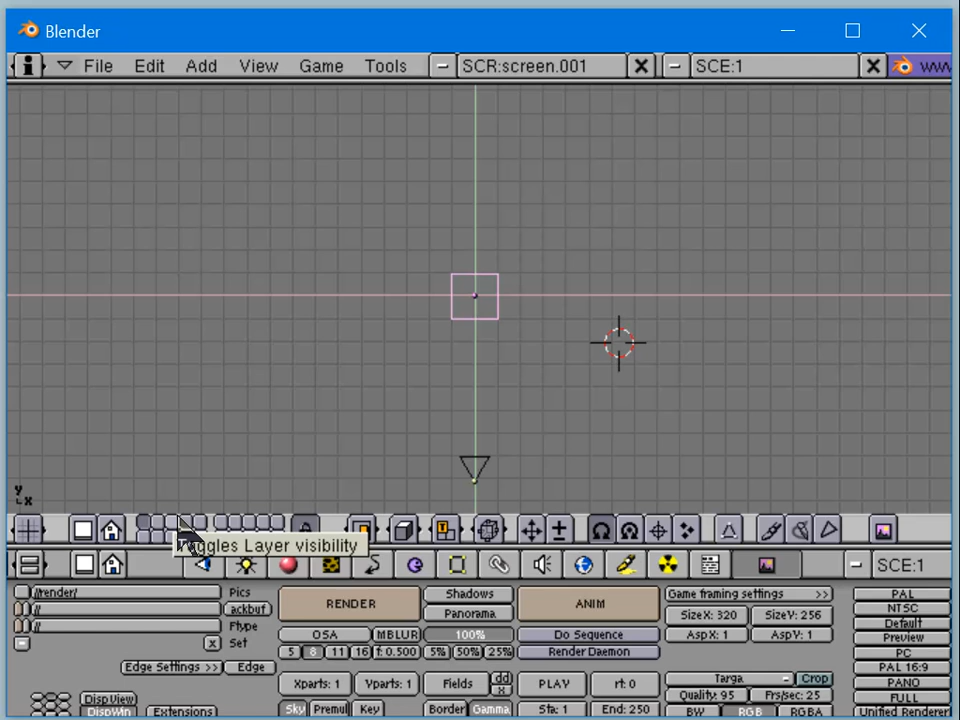 Blender
File Edit Add View Game Tools SCR:screen.001 SCE:1
y
x
Toggles Layer visibility
SCE:1
//render/ Pics RENDER Shadows ANIM Game framing settings >> PAL
// ackbuf Panorama SizeX: 320 SizeY: 256 NTSC
// Ftype OSA MBLUR 100% Do Sequence AspX: 1 AspY: 1 Default
X Set 5 8 11 16 f: 0.500 5% 50% 25% Render Daemon Preview
PC
Edge Settings >> Edge PAL 16:9
Xparts: 1 Yparts: 1 Fields dd x PLAY rt: 0 Targa Crop PANO
DispView Quality: 95 Frs/sec: 25 FULL
DispWin Extensions Sky Premul Key Border Gamma Sta: 1 End: 250 BW RGB RGBA Unified Renderer